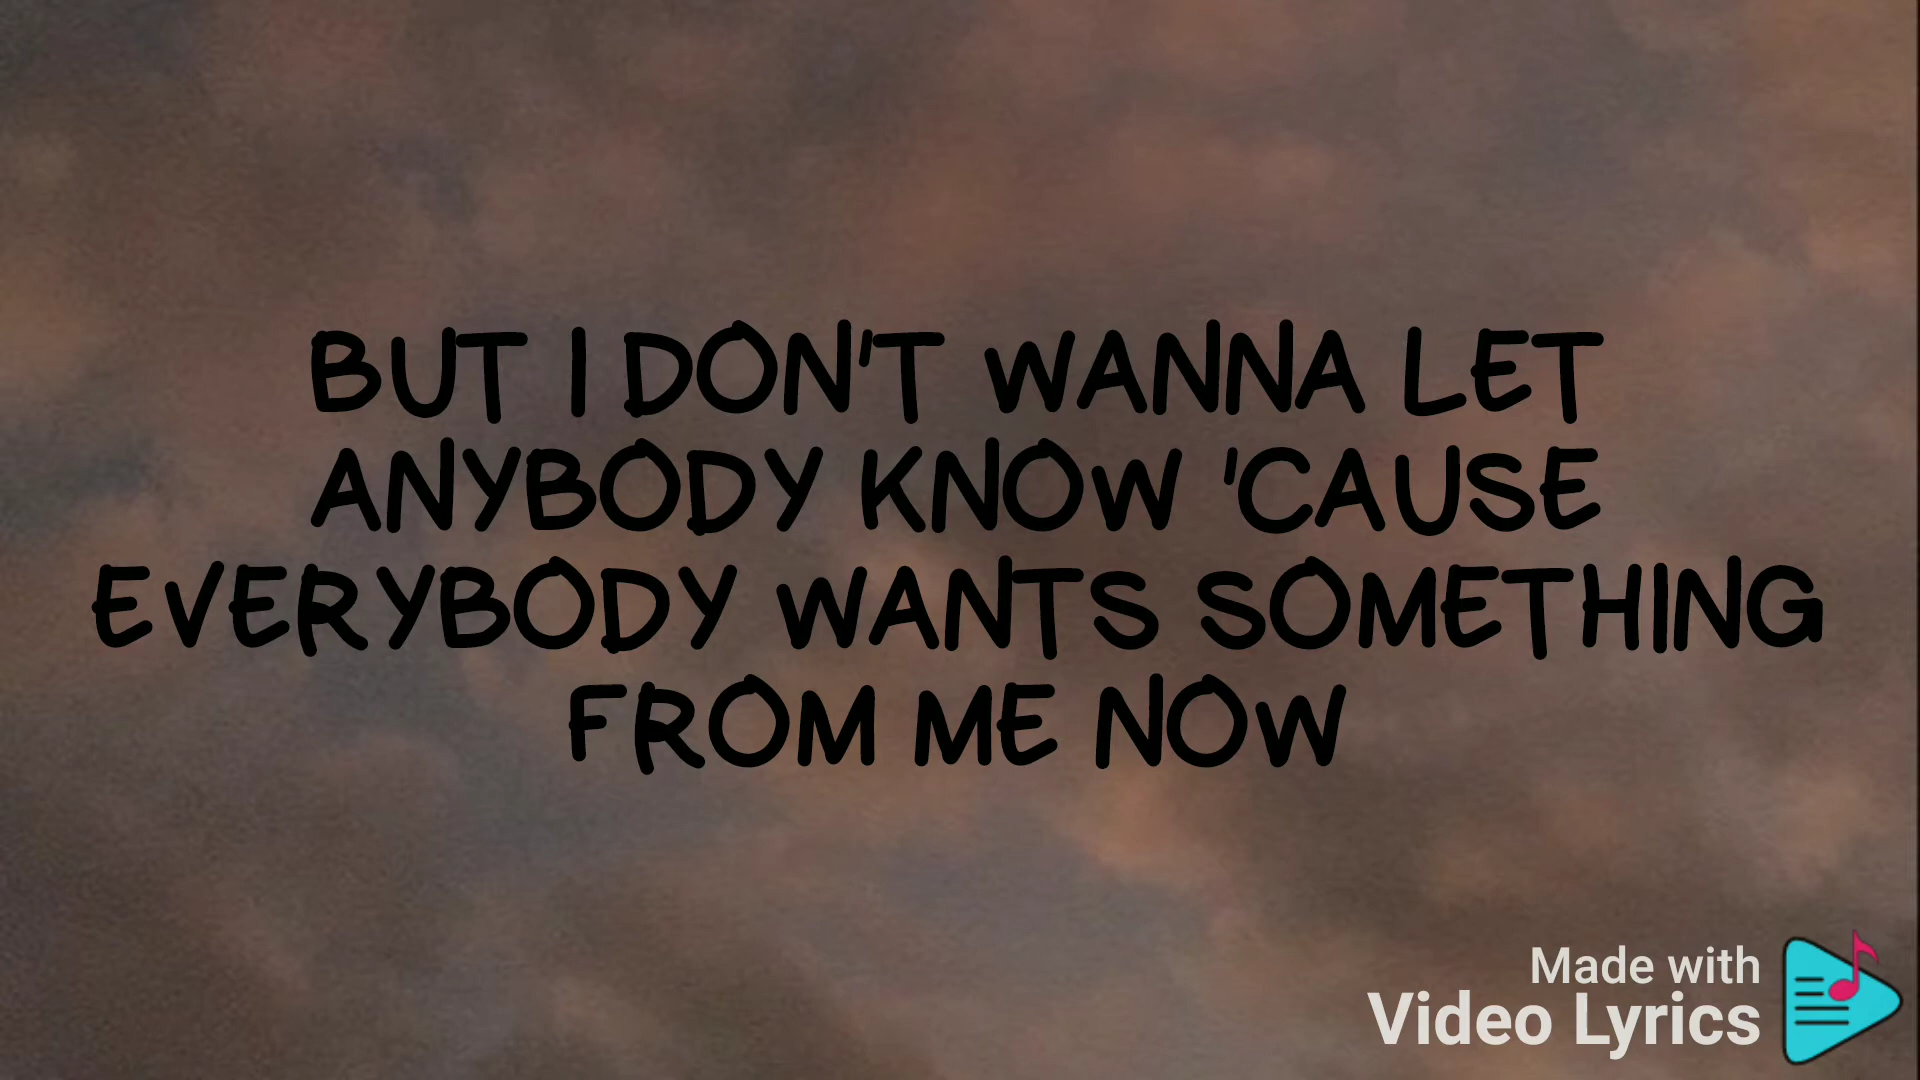 BUT I DON'T WANNA LET
ANYBODY KNOW 'CAUSE
EVERYBODY WANTS SOMETHING
FROM ME NOW
Made with
Video Lyrics